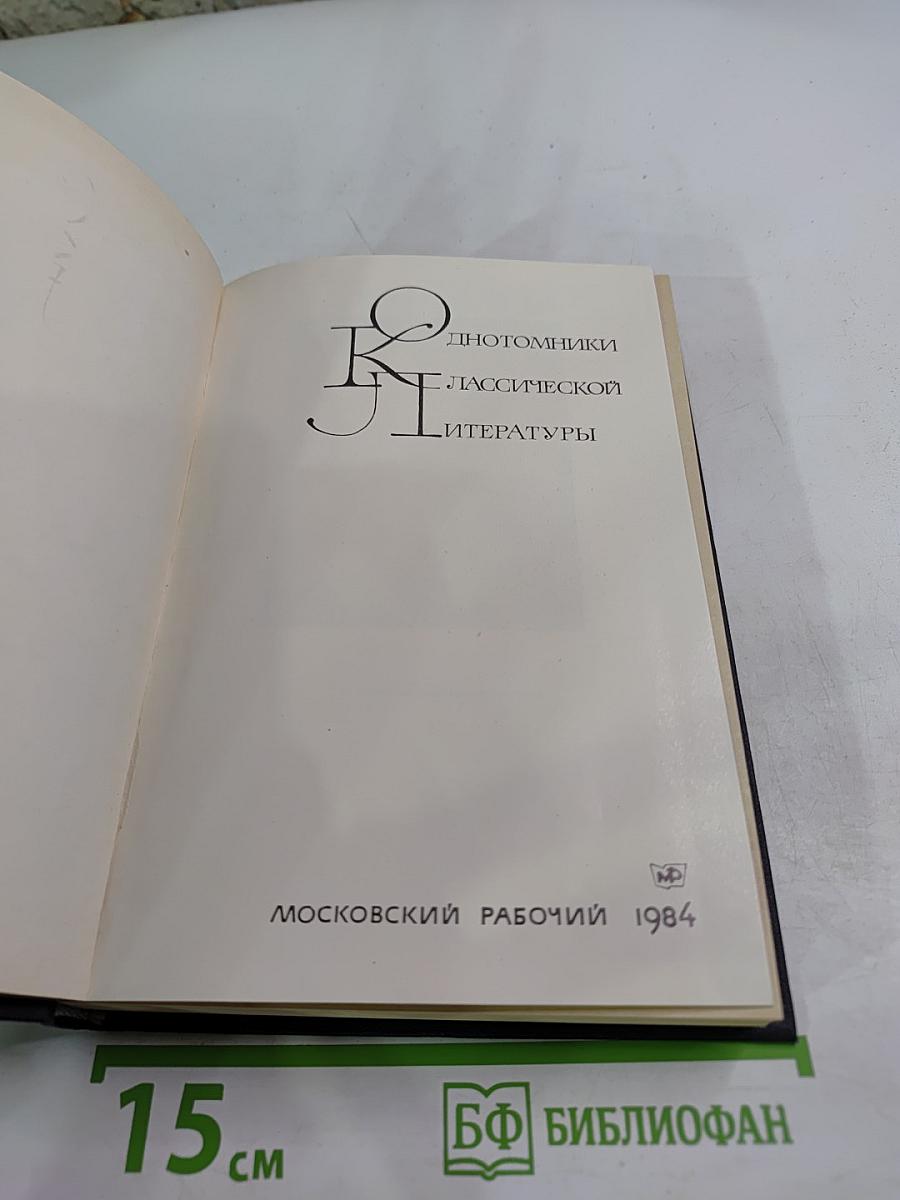 Однотомники
Классической
Литературы
МР
МОСКОВСКИЙ РАБОЧИЙ 1984
15 см
БФ БИБЛИОФАН